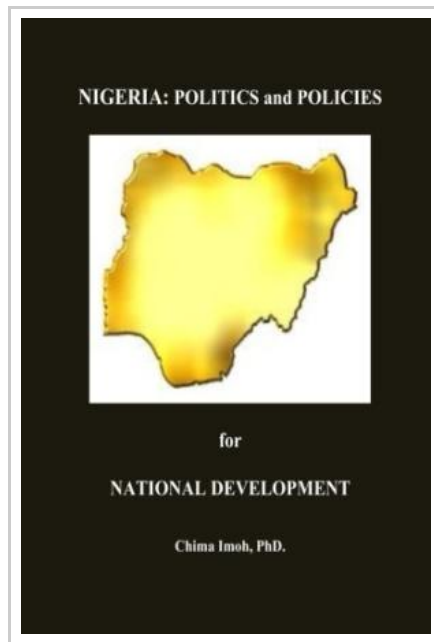 NIGERIA: POLITICS and POLICIES
for
NATIONAL DEVELOPMENT
Chima Imoh, PhD.